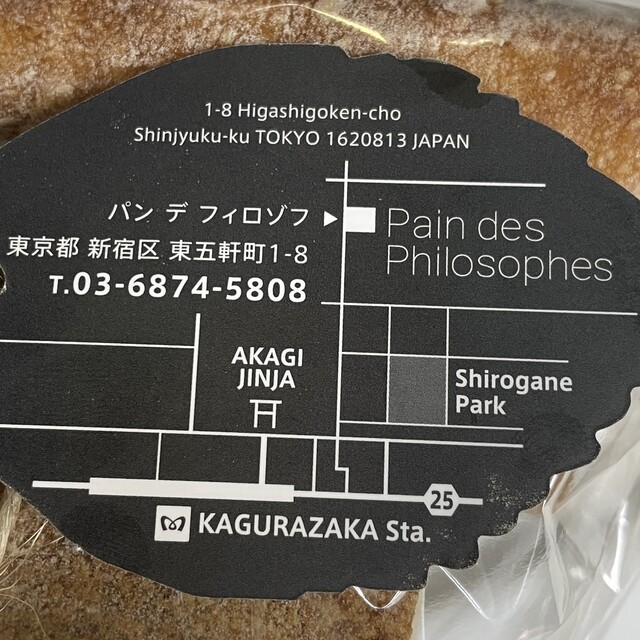 1-8 Higashigoken-cho
Shinjyuku-ku TOKYO 1620813 JAPAN
パン デ フィロゾフ
東京都 新宿区 東五軒町1-8
T.03-6874-5808
Pain des
Philosophes
AKAGI
JINJA
Shirogane
Park
25
KAGURAZAKA Sta.